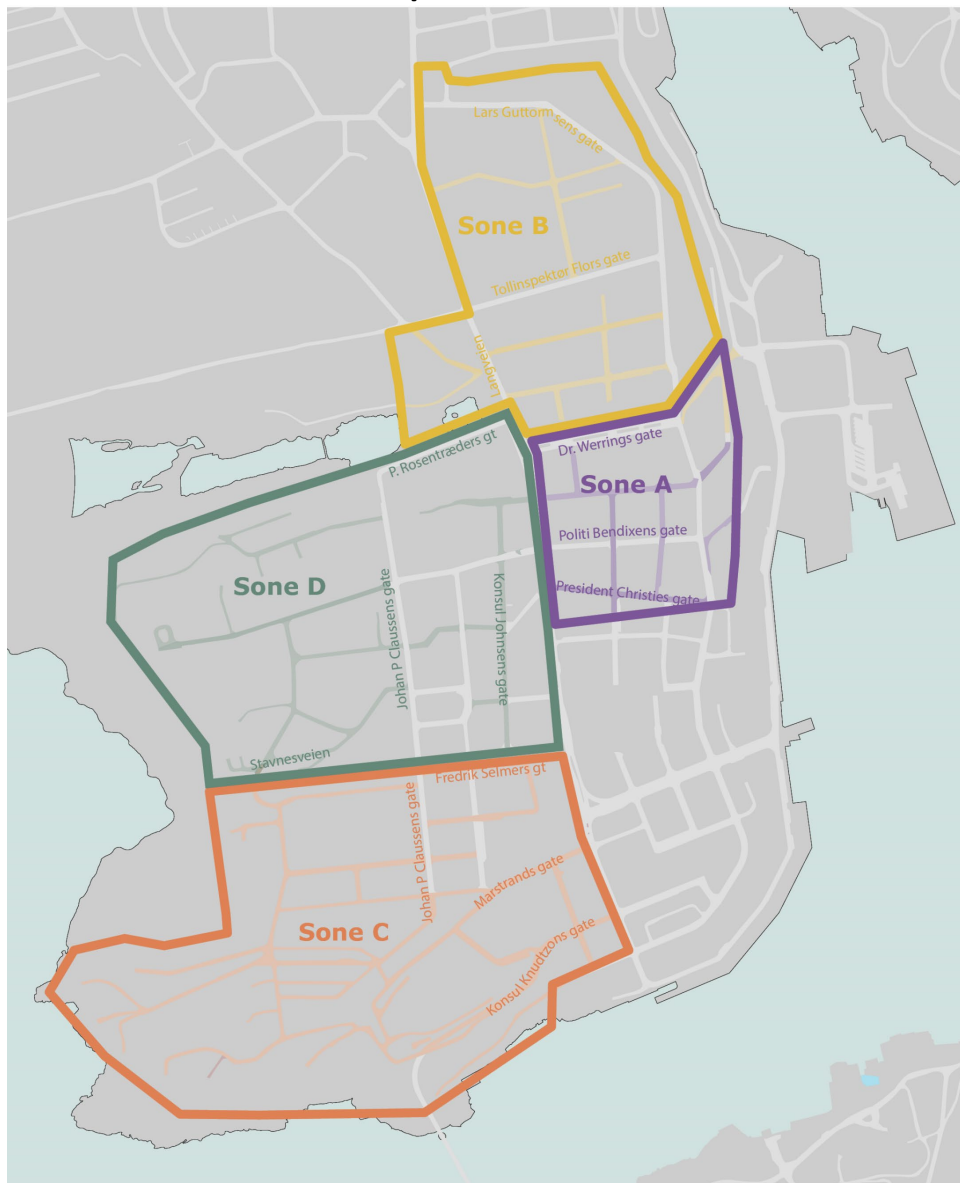 Lars Guttormsens gate
Sone B
Tollinspektør Flors gate
Langveien
P. Rosentræders gt
Dr. Werrings gate
Sone A
Politi Bendixens gate
President Christies gate
Sone D
Johan P Claussens gate
Konsul Johnsens gate
Stavnesveien
Fredrik Selmers gt
Johan P Claussens gate
Marstrands gate
Sone C
Konsul Knudtzons gate